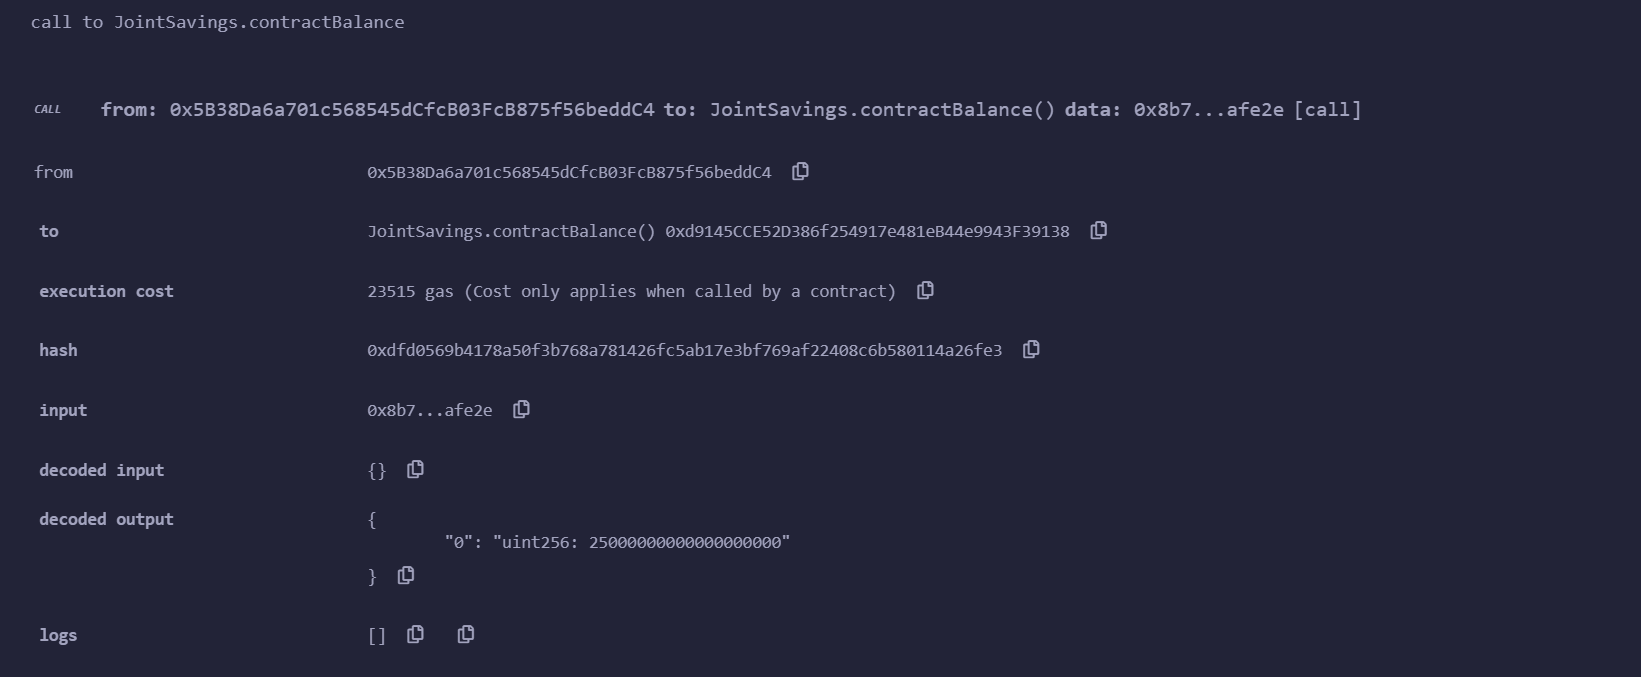 call to JointSavings.contractBalance
CALL from: 0x5B38Da6a701c568545dCfcB03FcB875f56beddC4 to: JointSavings.contractBalance() data: 0x8b7...afe2e [call]
from 0x5B38Da6a701c568545dCfcB03FcB875f56beddC4
to JointSavings.contractBalance() 0xd9145CCE52D386f254917e481eB44e9943F39138
execution cost 23515 gas (Cost only applies when called by a contract)
hash 0xdfd0569b4178a50f3b768a781426fc5ab17e3bf769af22408c6b580114a26fe3
input 0x8b7...afe2e
decoded input {}
decoded output {
"0": "uint256: 25000000000000000000"
}
logs []